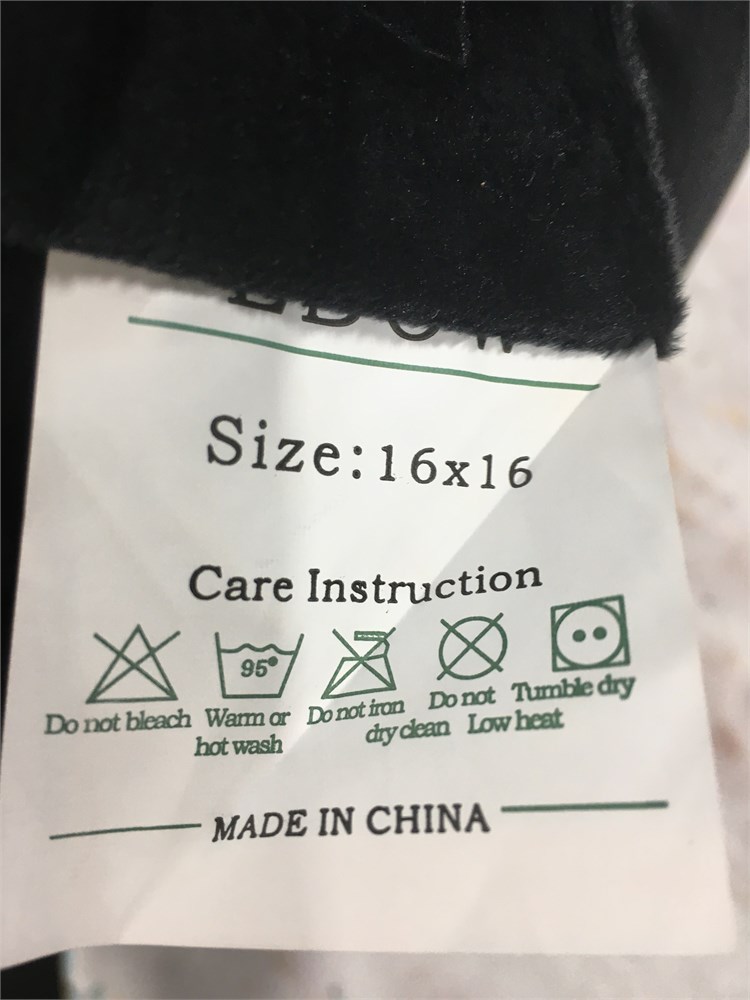 Size:16x16
Care Instruction
95°
Do not bleach Warm or Do not iron Do not Tumble dry
hot wash dry clean Low heat
MADE IN CHINA